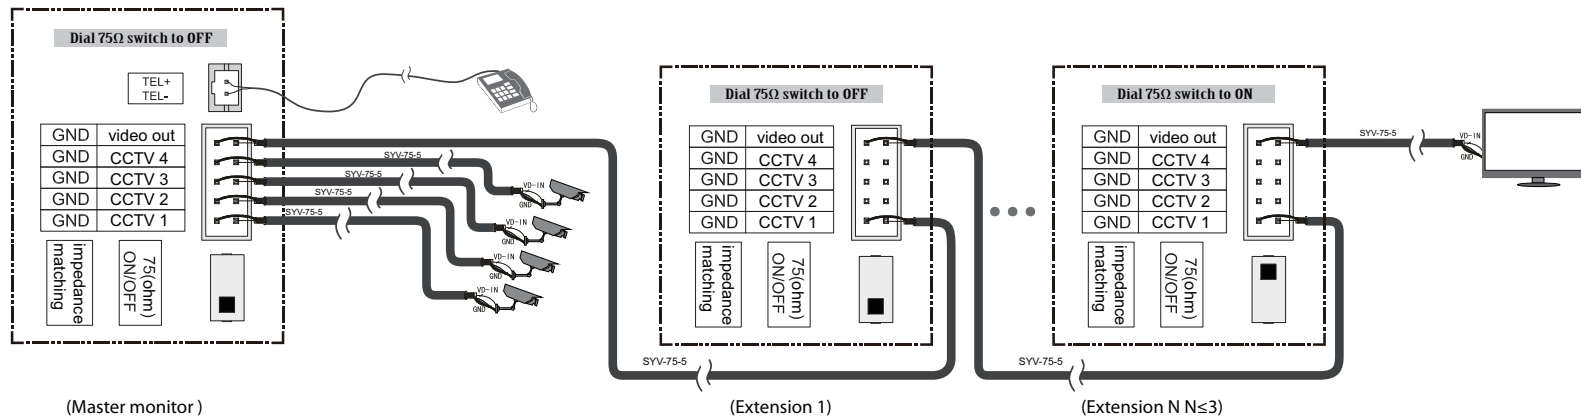 Dial 75Ω switch to OFF
TEL+
TEL-
GND video out
GND CCTV 4
GND CCTV 3
GND CCTV 2
GND CCTV 1
impedance
matching
75(ohm)
ON/OFF
SYV-75-5
SYV-75-5
SYV-75-5
SYV-75-5
VD-IN
GND
VD-IN
GND
VD-IN
GND
VD-IN
GND
(Master monitor )
Dial 75Ω switch to OFF
GND video out
GND CCTV 4
GND CCTV 3
GND CCTV 2
GND CCTV 1
impedance
matching
75(ohm)
ON/OFF
SYV-75-5
(Extension 1)
Dial 75Ω switch to ON
GND video out
GND CCTV 4
GND CCTV 3
GND CCTV 2
GND CCTV 1
impedance
matching
75(ohm)
ON/OFF
SYV-75-5
SYV-75-5
VD-IN
GND
(Extension N N≤3)